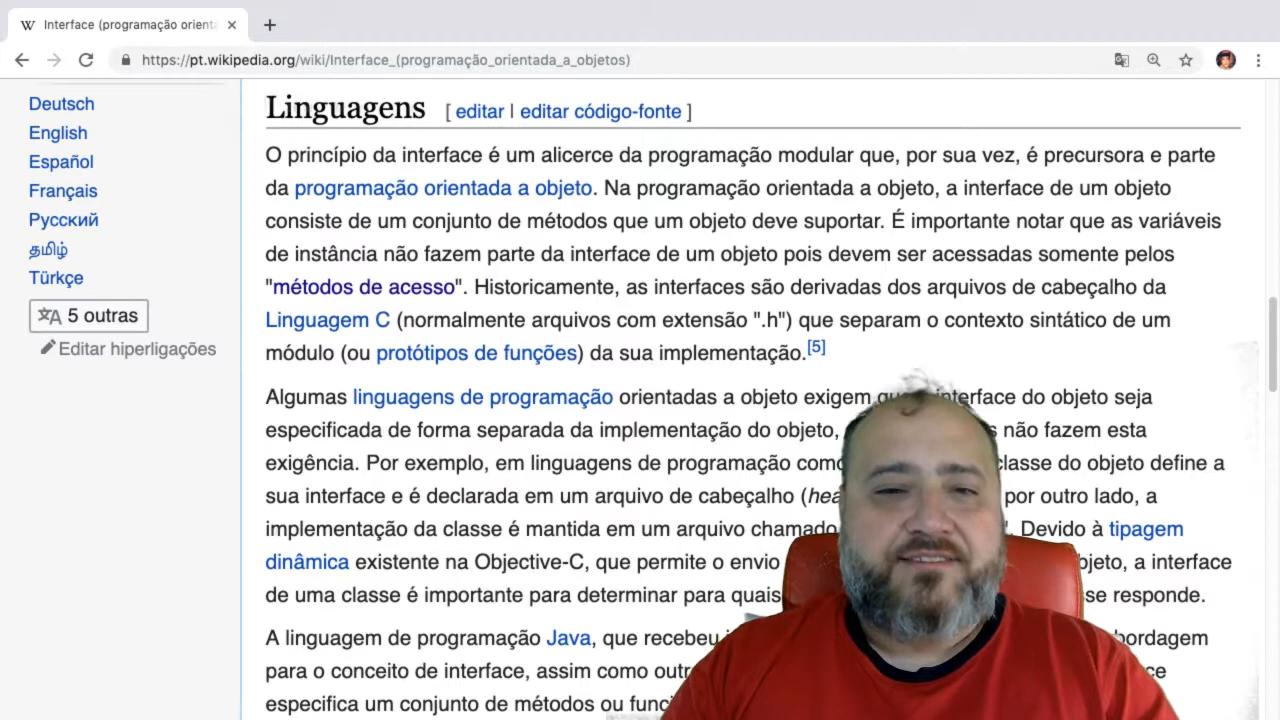 Interface (programação orienta
https://pt.wikipedia.org/wiki/Interface_(programação_orientada_a_objetos)
Deutsch
English
Español
Français
Русский
தமிழ்
Türkçe
5 outras
Editar hiperligações
Linguagens [ editar | editar código-fonte ]
O princípio da interface é um alicerce da programação modular que, por sua vez, é precursora e parte
da programação orientada a objeto. Na programação orientada a objeto, a interface de um objeto
consiste de um conjunto de métodos que um objeto deve suportar. É importante notar que as variáveis
de instância não fazem parte da interface de um objeto pois devem ser acessadas somente pelos
"métodos de acesso". Historicamente, as interfaces são derivadas dos arquivos de cabeçalho da
Linguagem C (normalmente arquivos com extensão ".h") que separam o contexto sintático de um
módulo (ou protótipos de funções) da sua implementação.[5]
Algumas linguagens de programação orientadas a objeto exigem interface do objeto seja
especificada de forma separada da implementação do objeto, não fazem esta
exigência. Por exemplo, em linguagens de programação como classe do objeto define a
sua interface e é declarada em um arquivo de cabeçalho ( por outro lado, a
implementação da classe é mantida em um arquivo chamado ". Devido à tipagem
dinâmica existente na Objective-C, que permite o envio a interface
de uma classe é importante para determinar para quais se responde.
A linguagem de programação Java, que recebeu
para o conceito de interface, assim como
especifica um conjunto de métodos ou